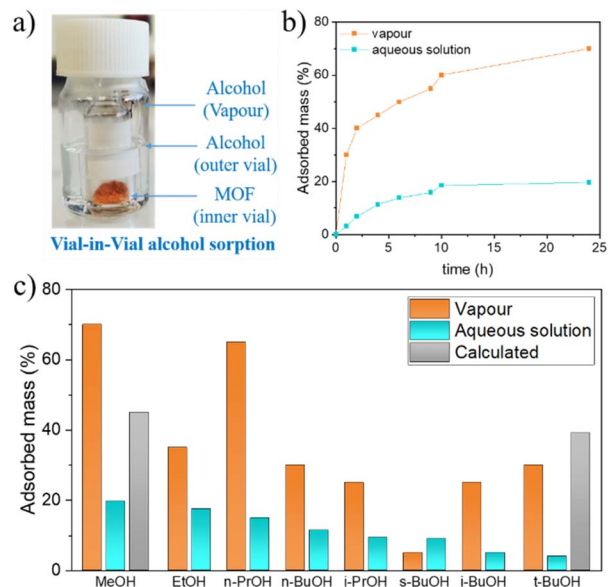 a)
Alcohol
(Vapour)
Alcohol
(outer vial)
MOF
(inner vial)
Vial-in-Vial alcohol sorption
b)
Adsorbed mass (%)
80
60
40
20
0
vapour
aqueous solution
0 5 10 15 20 25
time (h)
c)
Adsorbed mass (%)
80
60
40
20
0
Vapour
Aqueous solution
Calculated
MeOH EtOH n-PrOH n-BuOH i-PrOH s-BuOH i-BuOH t-BuOH